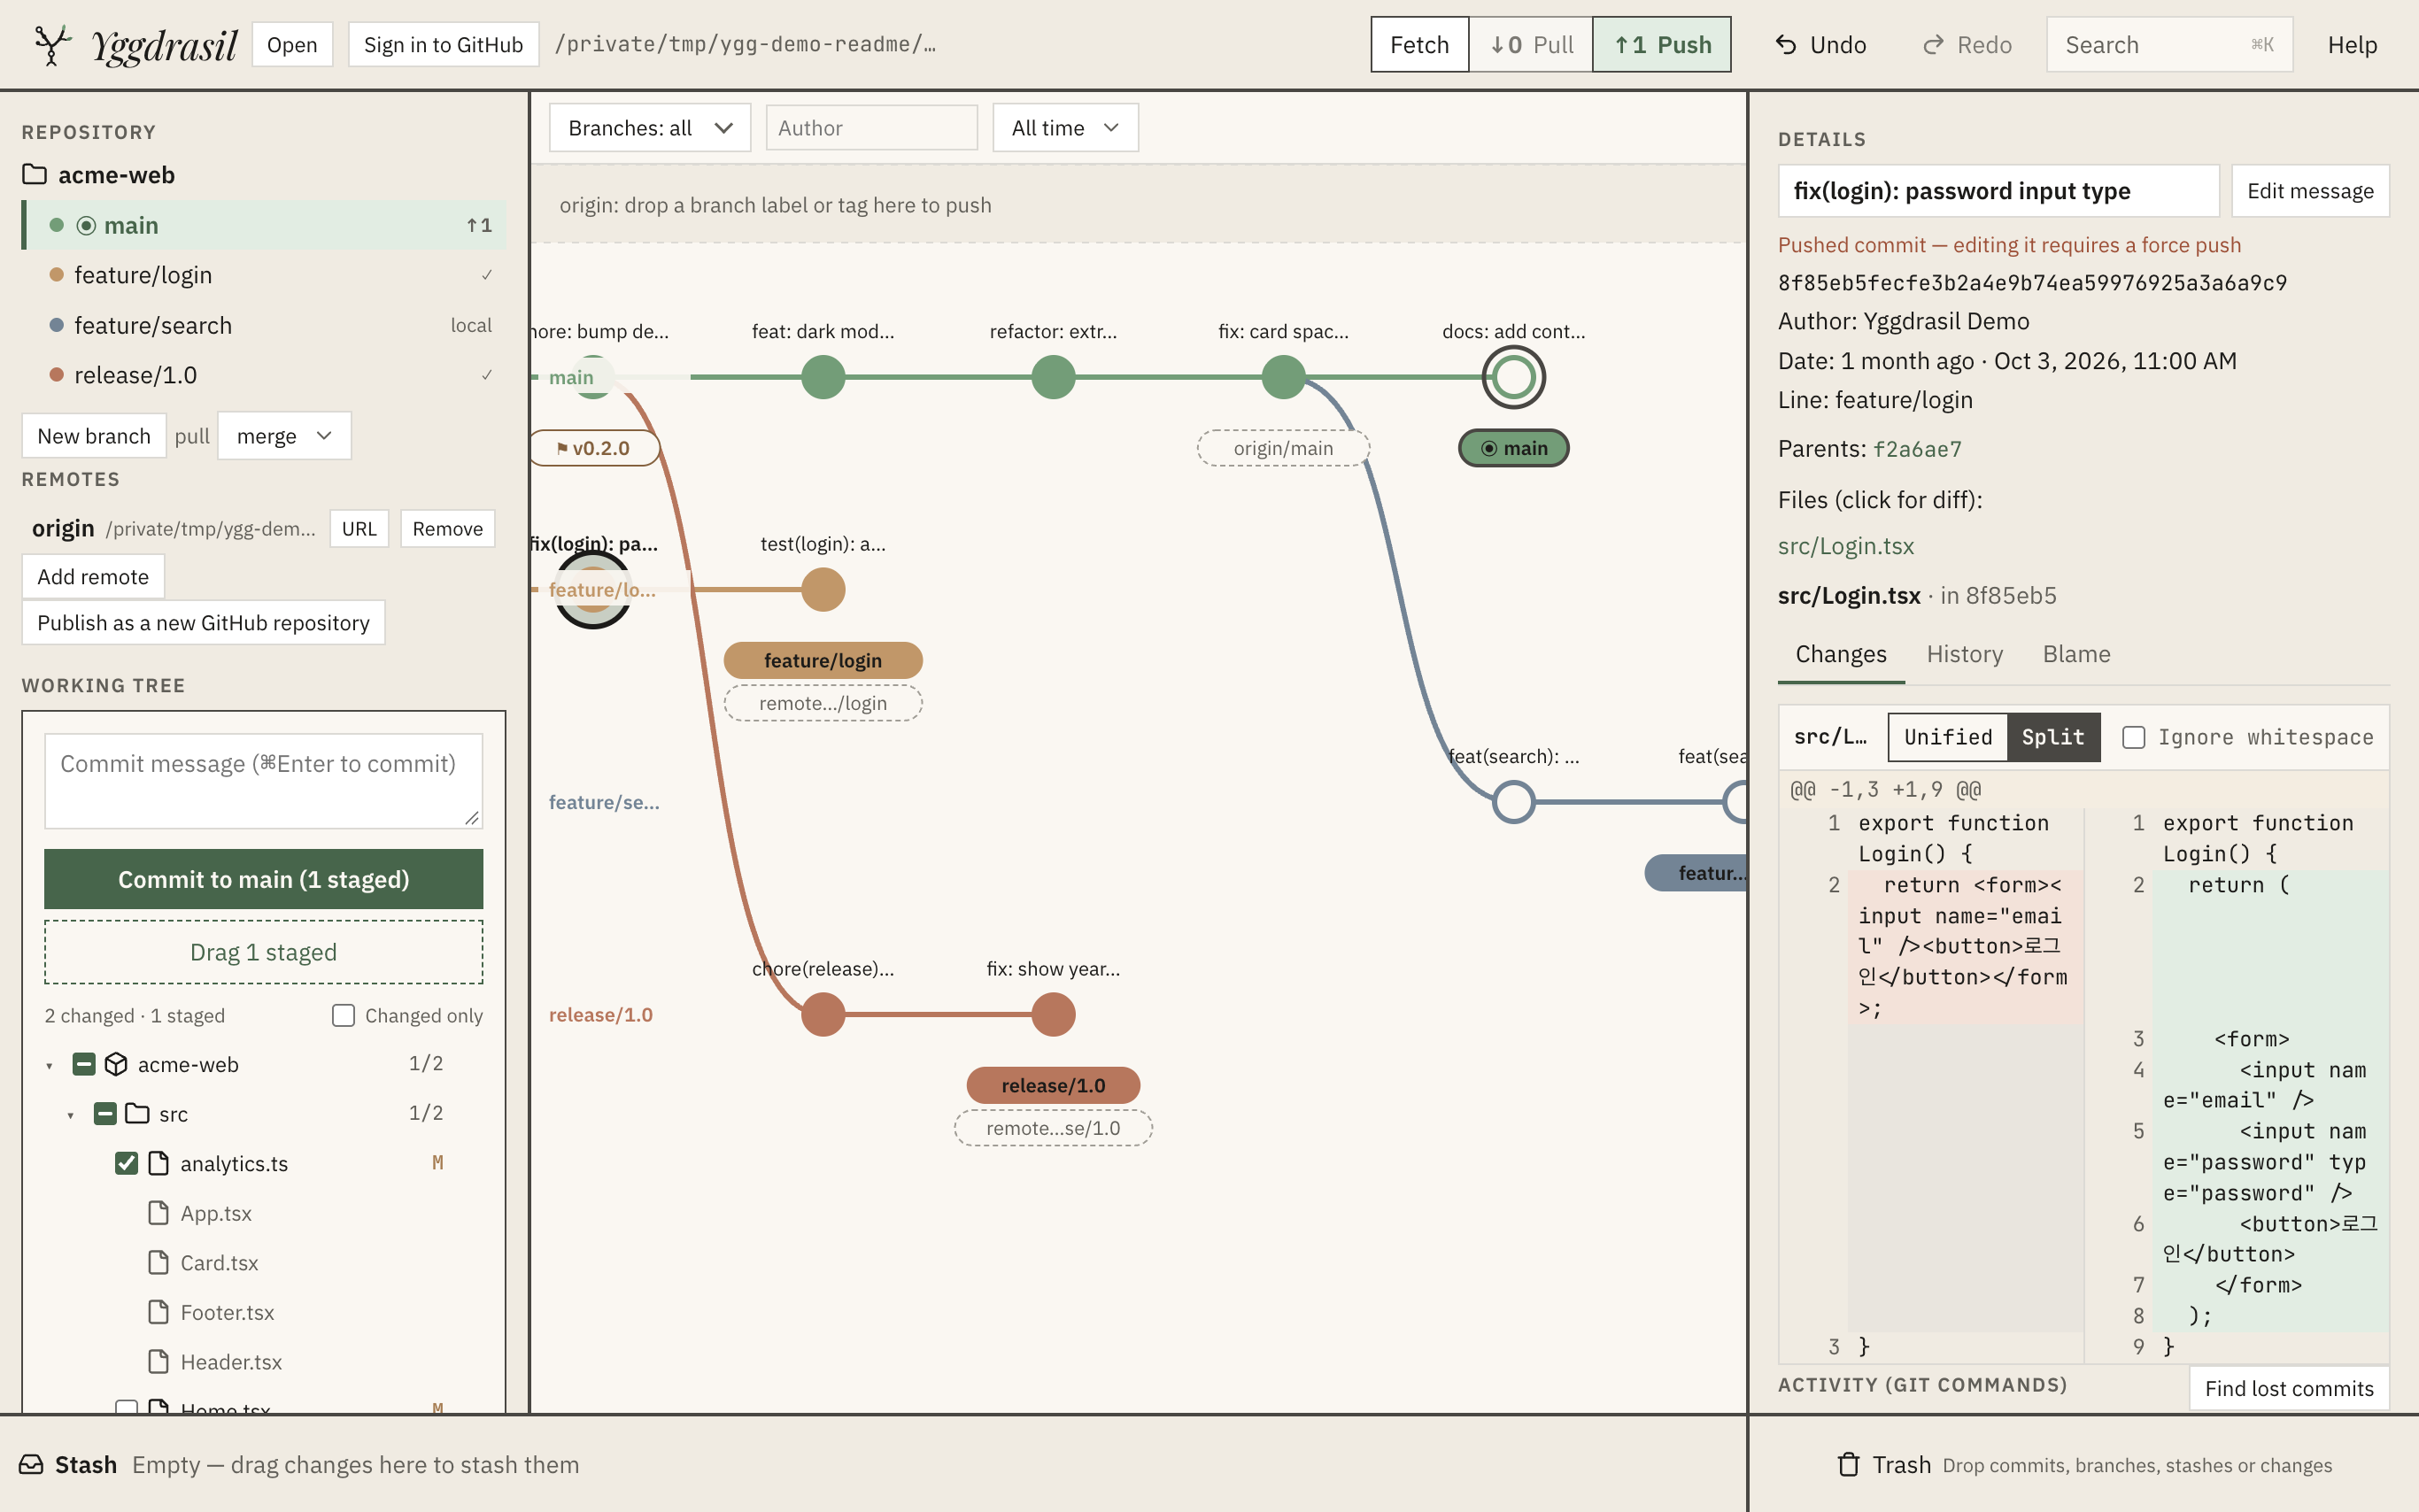 Yggdrasil
Open
Sign in to GitHub
/private/tmp/ygg-demo-readme/…
Fetch
↓0 Pull
↑1 Push
Undo
Redo
Search ⌘K
Help
REPOSITORY
acme-web
main ↑1
feature/login ✓
feature/search local
release/1.0 ✓
New branch pull merge
REMOTES
origin /private/tmp/ygg-dem… URL Remove
Add remote
Publish as a new GitHub repository
WORKING TREE
Commit message (⌘Enter to commit)
Commit to main (1 staged)
Drag 1 staged
2 changed · 1 staged Changed only
acme-web 1/2
src 1/2
analytics.ts M
App.tsx
Card.tsx
Footer.tsx
Header.tsx
Home.tsx M
Branches: all
Author
All time
origin: drop a branch label or tag here to push
hore: bump de…
feat: dark mod…
refactor: extr…
fix: card spac…
docs: add cont…
main
v0.2.0
origin/main
main
fix(login): pa…
test(login): a…
feature/lo…
feature/login
remote…/login
feat(search): …
feat(sea
feature/se…
featur…
chore(release)…
fix: show year…
release/1.0
release/1.0
remote…se/1.0
DETAILS
fix(login): password input type
Edit message
Pushed commit — editing it requires a force push
8f85eb5fecfe3b2a4e9b74ea59976925a3a6a9c9
Author: Yggdrasil Demo
Date: 1 month ago · Oct 3, 2026, 11:00 AM
Line: feature/login
Parents: f2a6ae7
Files (click for diff):
src/Login.tsx
src/Login.tsx · in 8f85eb5
Changes History Blame
src/L… Unified Split Ignore whitespace
@@ -1,3 +1,9 @@
1 export function
Login() {
2 return <form><
input name="emai
l" /><button>로그
인</button></form
>;
3 }
1 export function
Login() {
2 return (
3 <form>
4 <input nam
e="email" />
5 <input nam
e="password" typ
e="password" />
6 <button>로그
인</button>
7 </form>
8 );
9 }
ACTIVITY (GIT COMMANDS)
Find lost commits
Stash Empty — drag changes here to stash them
Trash Drop commits, branches, stashes or changes